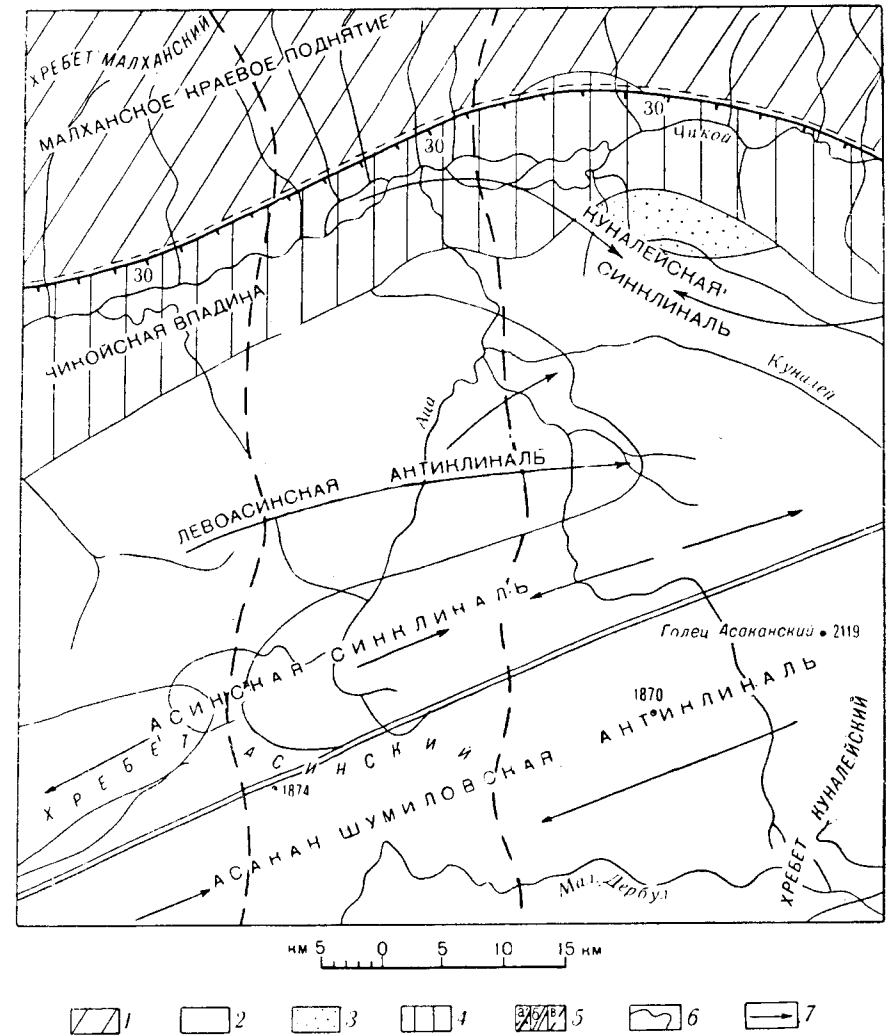 ХРЕБЕТ МАЛХАНСКИЙ
МАЛХАНСКОЕ КРАЕВОЕ ПОДНЯТИЕ
30
30
Чикой
30
КУНАЛЕЙСКАЯ
СИНКЛИНАЛЬ
ЧИКОЙСКАЯ ВПАДИНА
Куналей
Аца
ЛЕВОАСИНСКАЯ АНТИКЛИНАЛЬ
АСИНСКАЯ СИНКЛИНАЛЬ
Голец Асаканский • 2119
1870
ХРЕБЕТ АСИНСКИЙ
1874
АСАКАН ШУМИЛОВСКАЯ АНТИКЛИНАЛЬ
ХРЕБЕТ КУНАЛЕЙСКИЙ
Мал. Дербул
км 5 0 5 10 15 км
1 2 3 4 а б в 5 6 7